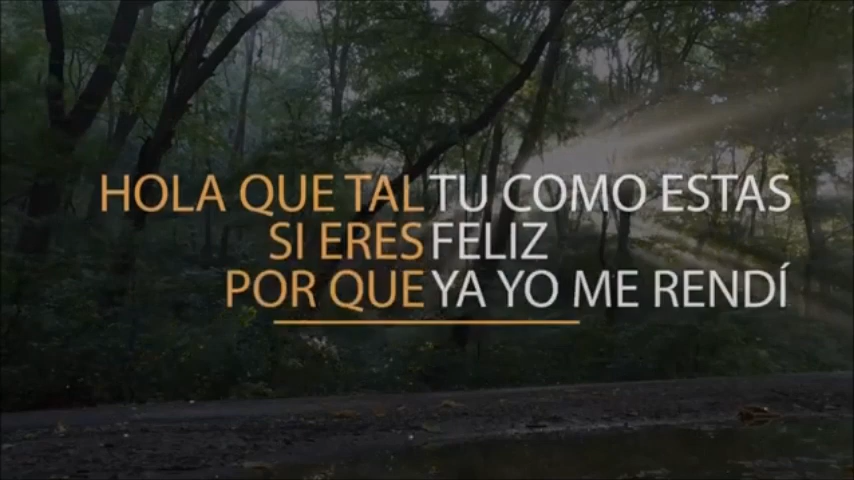 HOLA QUE TAL TU COMO ESTAS
SI ERES FELIZ
POR QUE YA YO ME RENDÍ